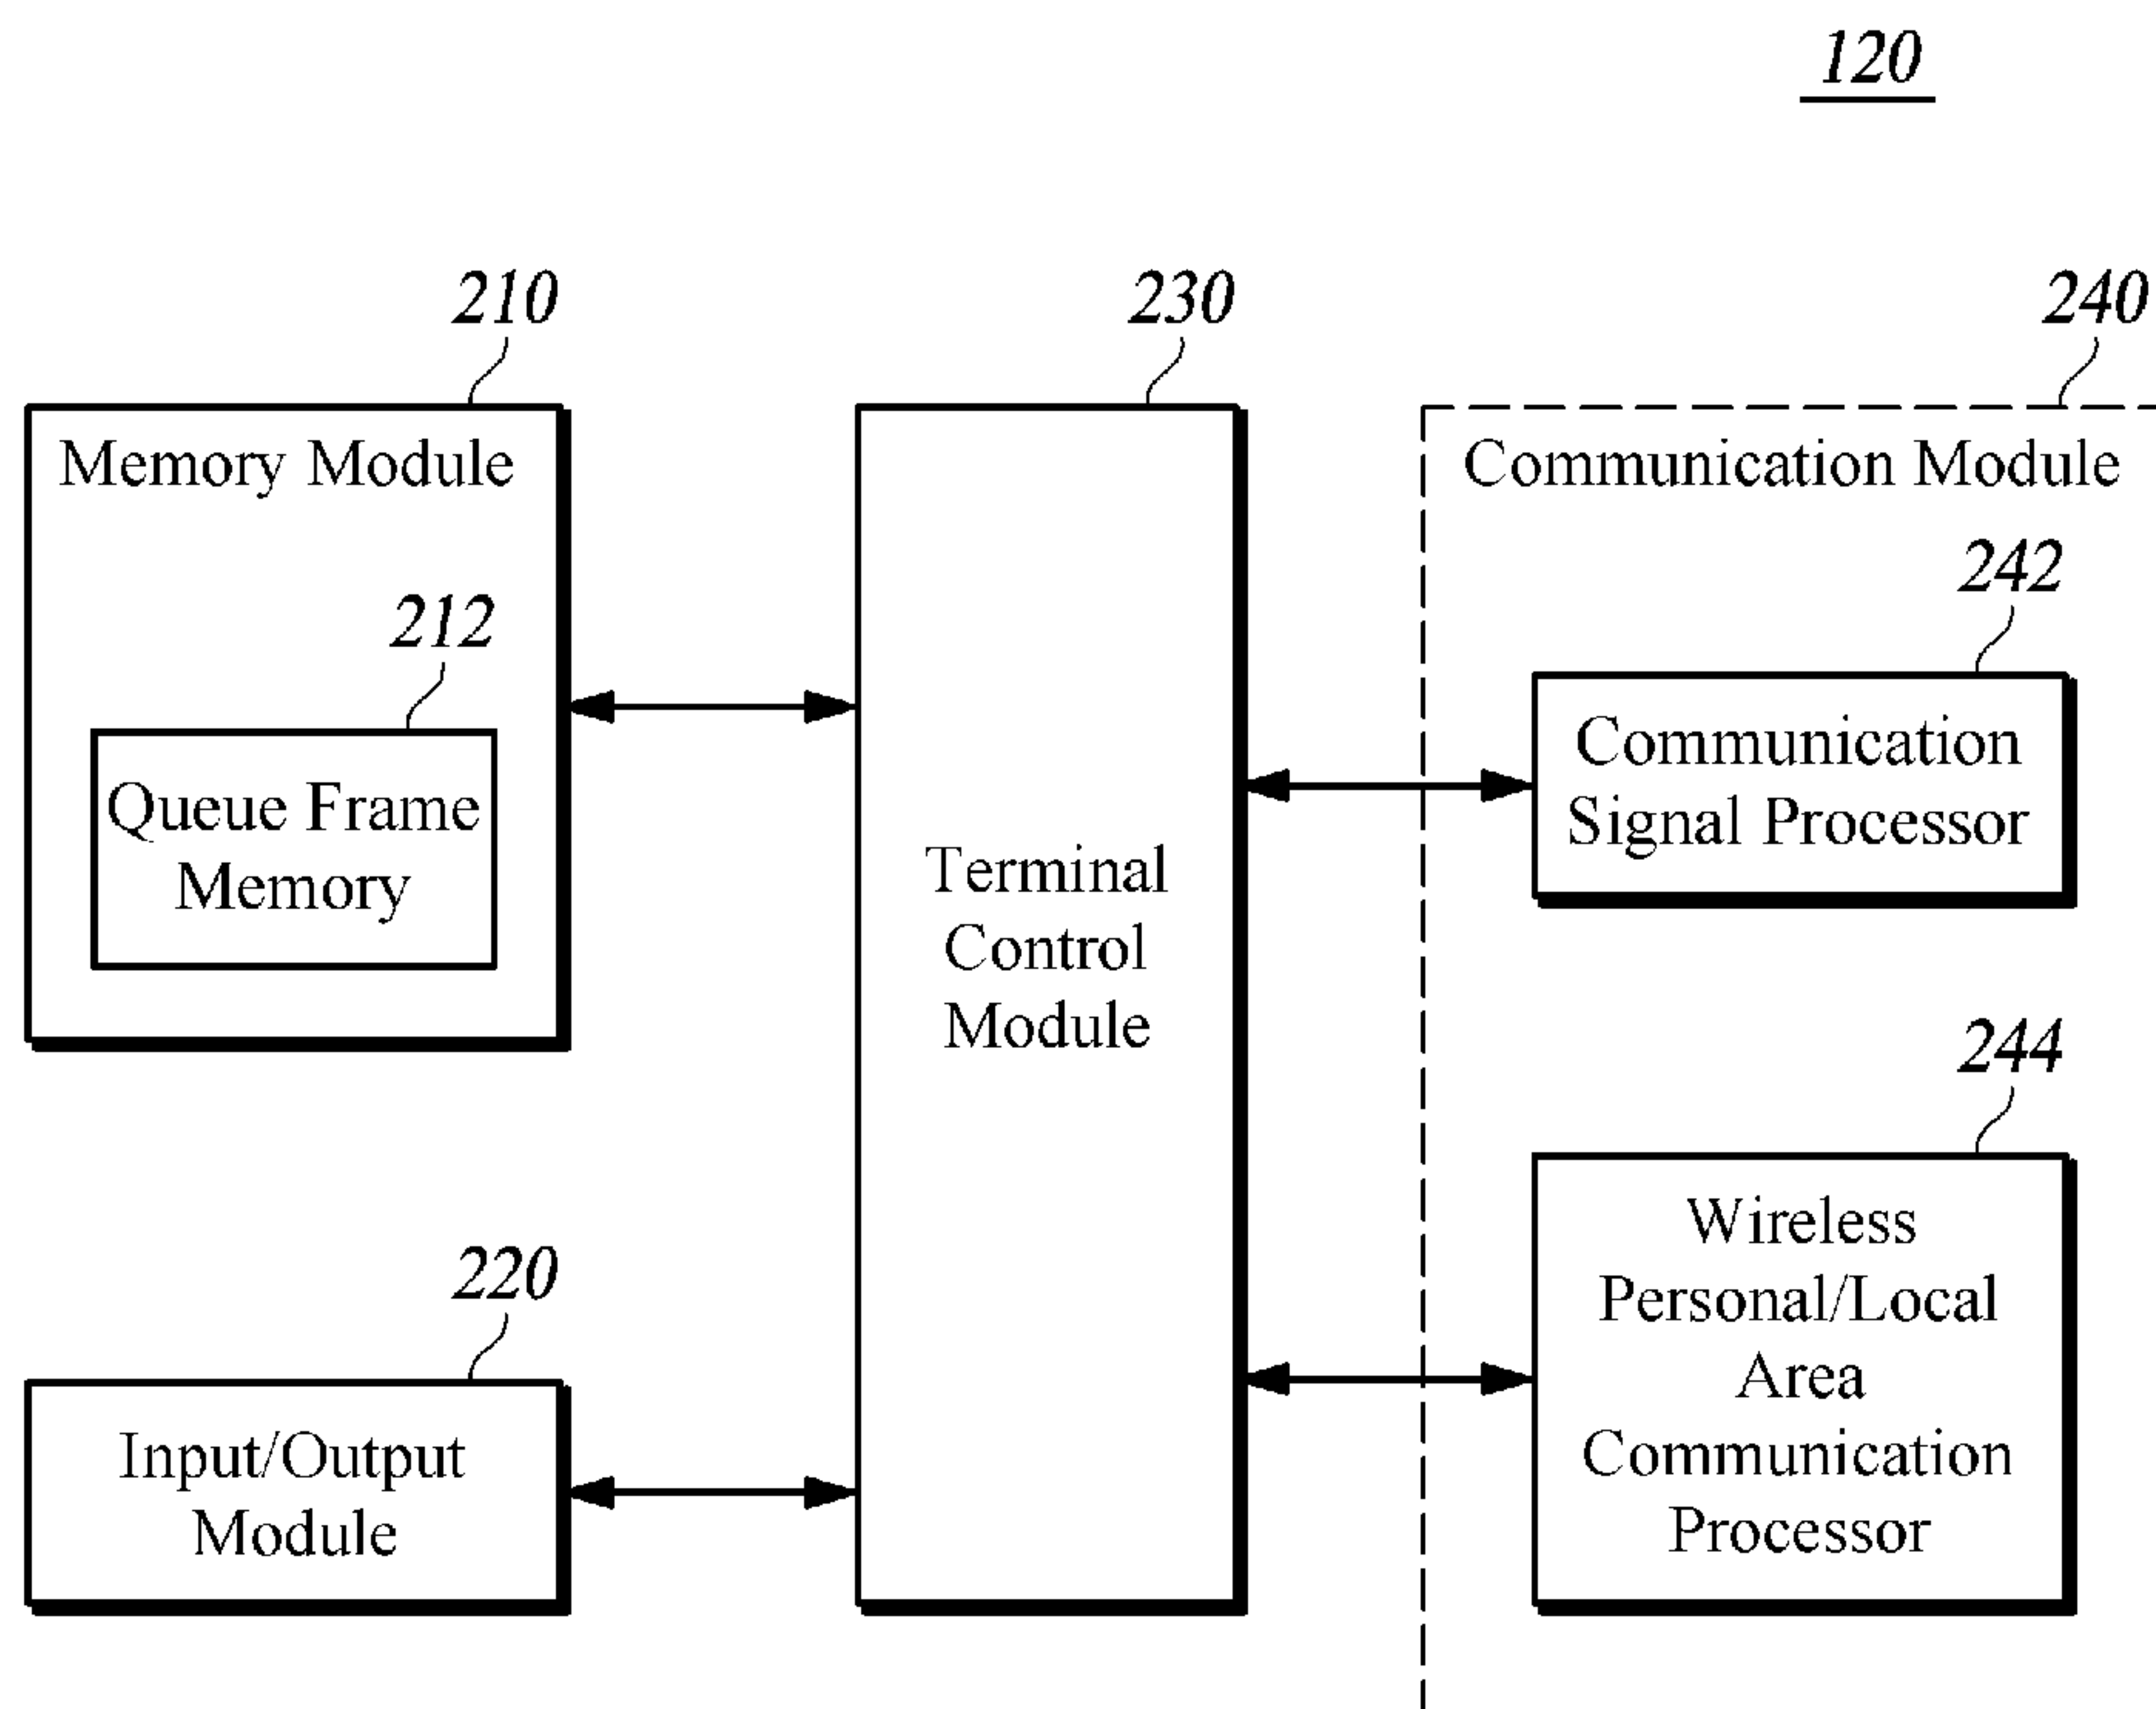 120
210
230
240
Memory Module
Communication Module
212
242
Queue Frame
Memory
Communication
Signal Processor
Terminal
Control
Module
244
220
Wireless
Personal/Local
Area
Communication
Processor
Input/Output
Module